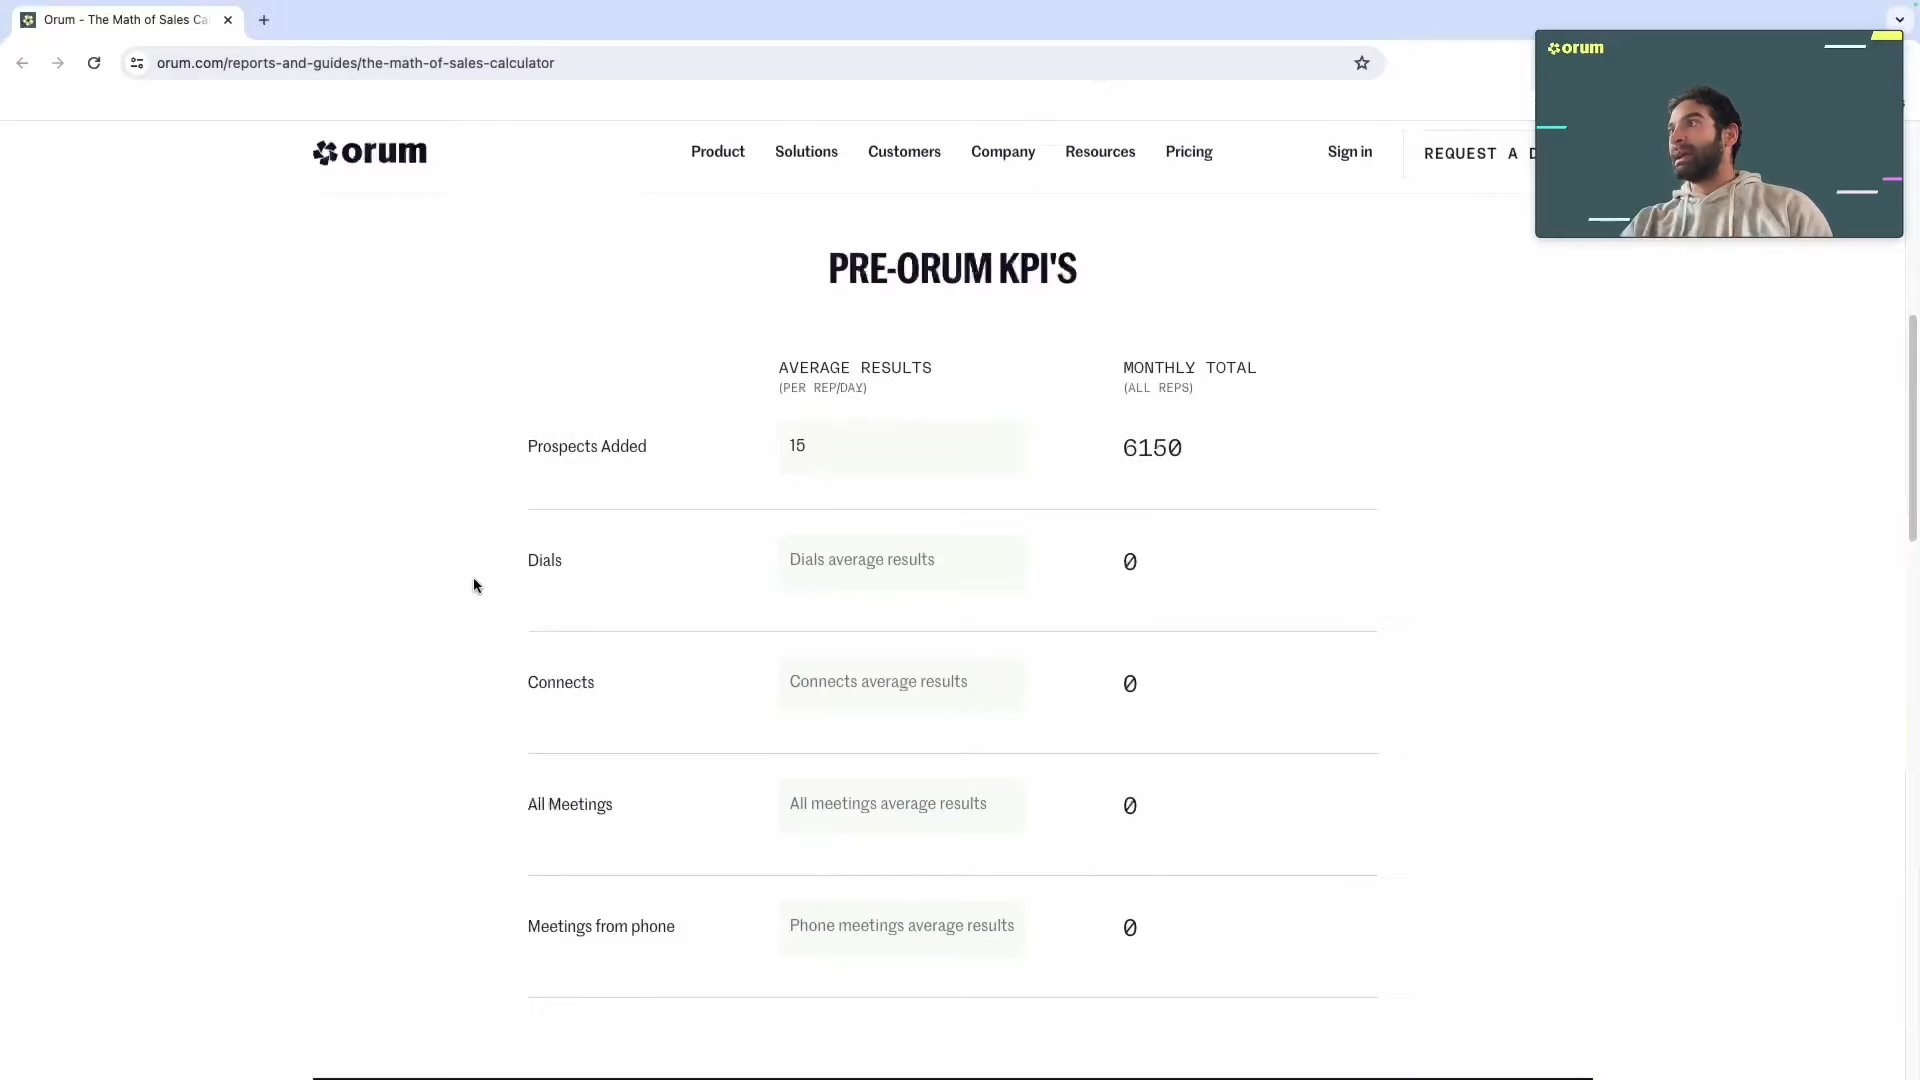 Orum - The Math of Sales Ca
orum.com/reports-and-guides/the-math-of-sales-calculator
orum
orum
Product
Solutions
Customers
Company
Resources
Pricing
Sign in
REQUEST A D
PRE-ORUM KPI'S
AVERAGE RESULTS
(PER REP/DAY)
MONTHLY TOTAL
(ALL REPS)
Prospects Added
15
6150
Dials
Dials average results
0
Connects
Connects average results
0
All Meetings
All meetings average results
0
Meetings from phone
Phone meetings average results
0